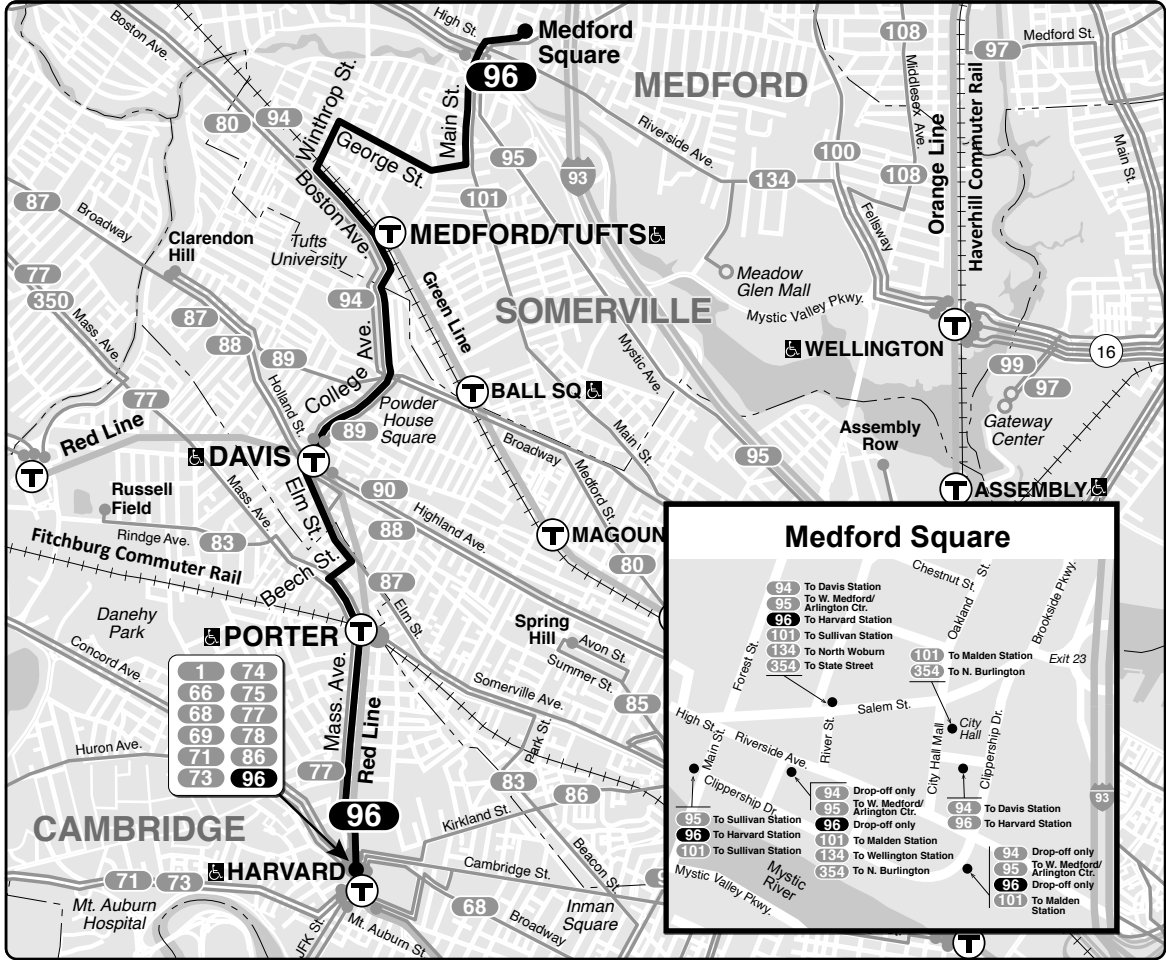 Boston Ave.
High St.
Medford
Square
96
MEDFORD
108
Middlesex Ave.
108
97
Medford St.
Main St.
Orange Line
Haverhill Commuter Rail
80
94
Winthrop St.
George St.
Main St.
95
101
93
Riverside Ave.
134
100
Fellsway
87
Broadway
Clarendon
Hill
Tufts
University
Boston Ave.
T
MEDFORD/TUFTS
Green Line
SOMERVILLE
Meadow
Glen Mall
Mystic Valley Pkwy.
T
WELLINGTON
16
99
97
Gateway
Center
77
350
Mass. Ave.
87
88
89
94
College Ave.
Holland St.
77
Red Line
T
89
Powder
House
Square
T
BALL SQ
Broadway
Mystic Ave.
Main St.
Medford St.
95
Assembly
Row
T
ASSEMBLY
DAVIS
T
Russell
Field
Rindge Ave.
83
Mass. Ave.
Elm St.
90
88
Highland Ave.
T
MAGOUN
80
Fitchburg Commuter Rail
Beech St.
87
Elm St.
Danehy
Park
Concord Ave.
PORTER
T
Spring
Hill
Avon St.
Summer St.
85
1
74
66
75
68
77
69
78
71
86
73
96
Huron Ave.
Mass. Ave.
Red Line
77
Somerville Ave.
Park St.
83
86
96
Kirkland St.
Beacon St.
CAMBRIDGE
HARVARD
T
Cambridge St.
71
73
Mt. Auburn
Hospital
JFK St.
Mt. Auburn St.
68
Broadway
Inman
Square
T
Medford Square
Chestnut St.
Oakland St.
Brookside Pkwy.
94 To Davis Station
95 To W. Medford/
Arlington Ctr.
96 To Harvard Station
101 To Sullivan Station
134 To North Woburn
354 To State Street
101 To Malden Station
354 To N. Burlington
Exit 23
Forest St.
Salem St.
High St.
Main St.
Riverside Ave.
River St.
City Hall Mall
City
Hall
Clippership Dr.
Clippership Dr.
93
95 To Sullivan Station
96 To Harvard Station
101 To Sullivan Station
94 Drop-off only
95 To W. Medford/
Arlington Ctr.
96 Drop-off only
101 To Malden Station
134 To Wellington Station
354 To N. Burlington
94 To Davis Station
96 To Harvard Station
94 Drop-off only
95 To W. Medford/
Arlington Ctr.
96 Drop-off only
101 To Malden
Station
Mystic
River
Mystic Valley Pkwy.